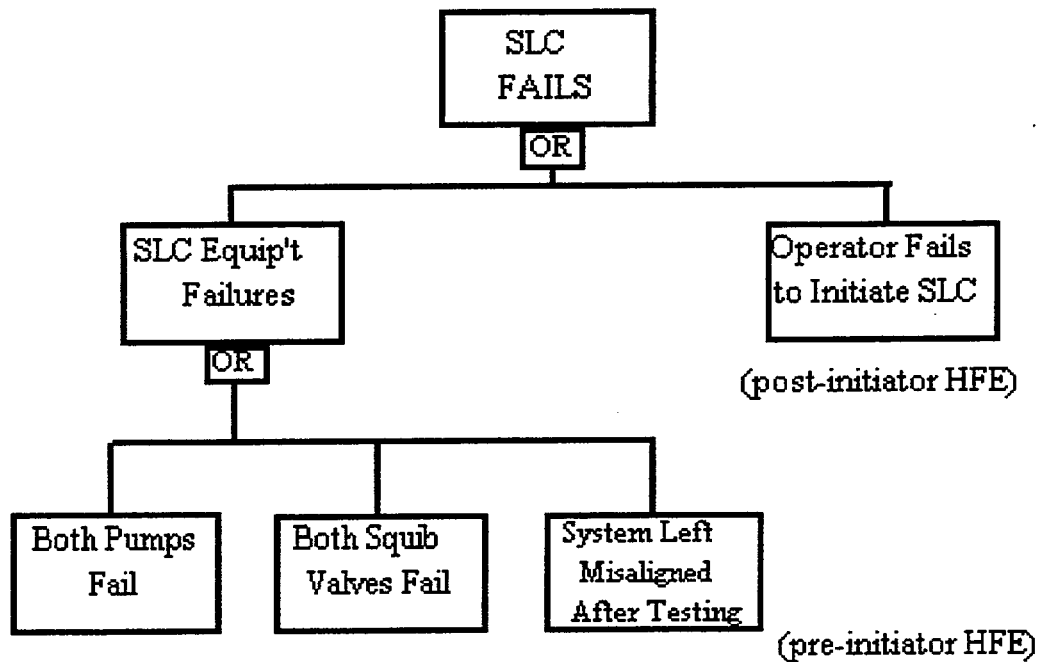 SLC
FAILS
OR
SLC Equip't
Failures
OR
Operator Fails
to Initiate SLC
(post-initiator HFE)
Both Pumps
Fail
Both Squib
Valves Fail
System Left
Misaligned
After Testing
(pre-initiator HFE)